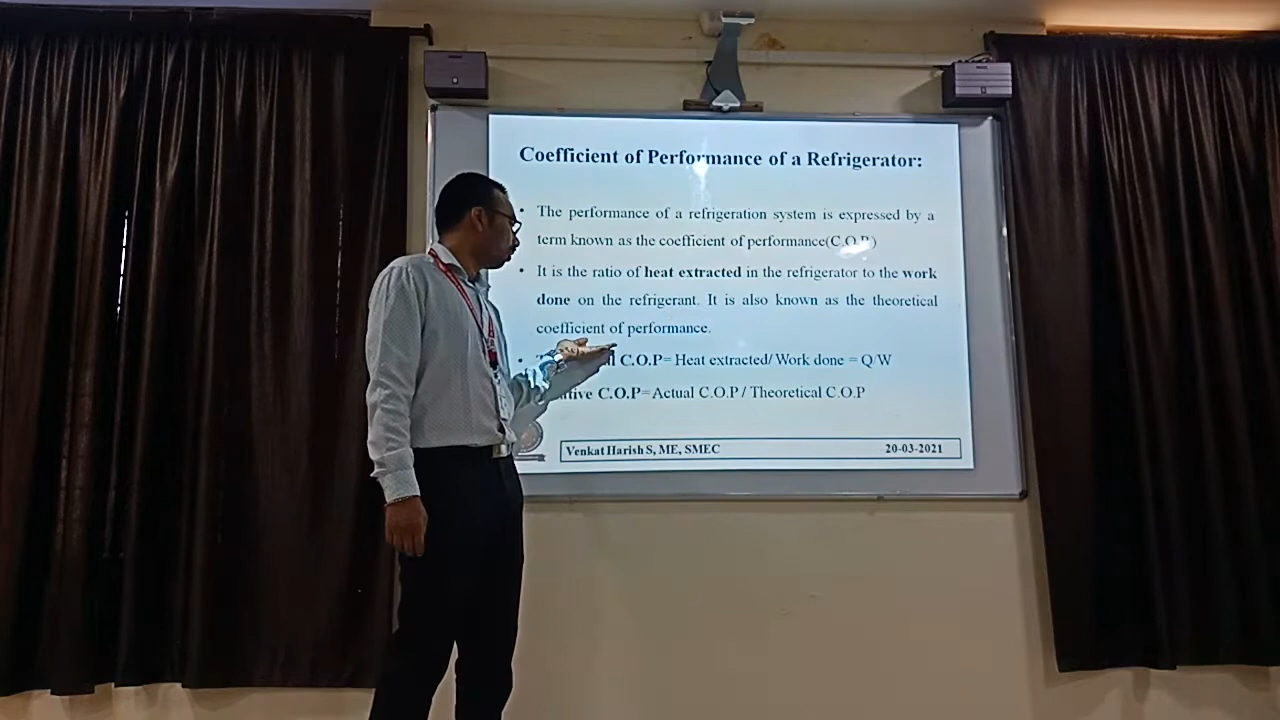 Coefficient of Performance of a Refrigerator:
• The performance of a refrigeration system is expressed by a
term known as the coefficient of performance(C.O.P)
• It is the ratio of heat extracted in the refrigerator to the work
done on the refrigerant. It is also known as the theoretical
coefficient of performance.
• C.O.P= Heat extracted/ Work done = Q/W
C.O.P=Actual C.O.P / Theoretical C.O.P
Venkat Harish S, ME, SMEC 20-03-2021